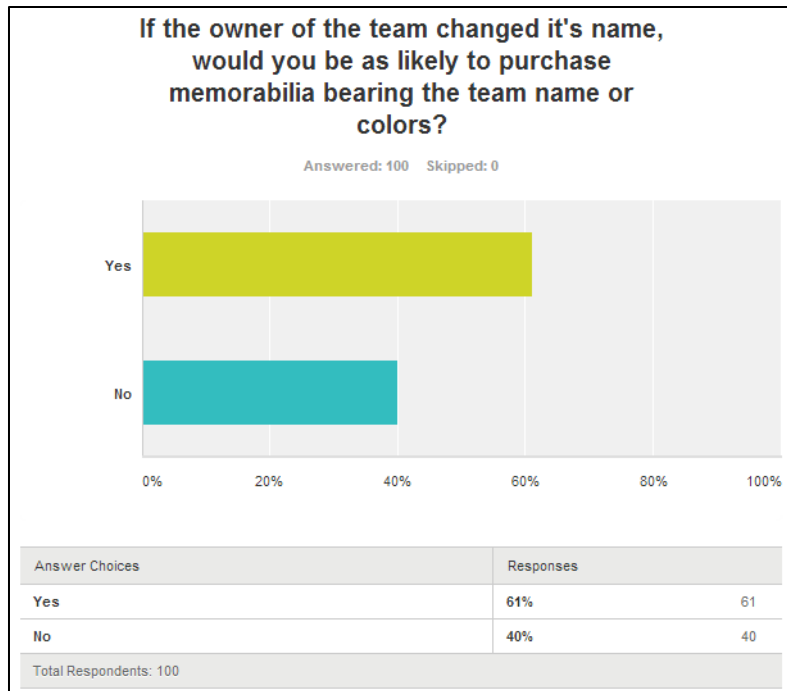 If the owner of the team changed it's name,
would you be as likely to purchase
memorabilia bearing the team name or
colors?
Answered: 100 Skipped: 0
Yes
No
0% 20% 40% 60% 80% 100%
Answer Choices Responses
Yes 61% 61
No 40% 40
Total Respondents: 100